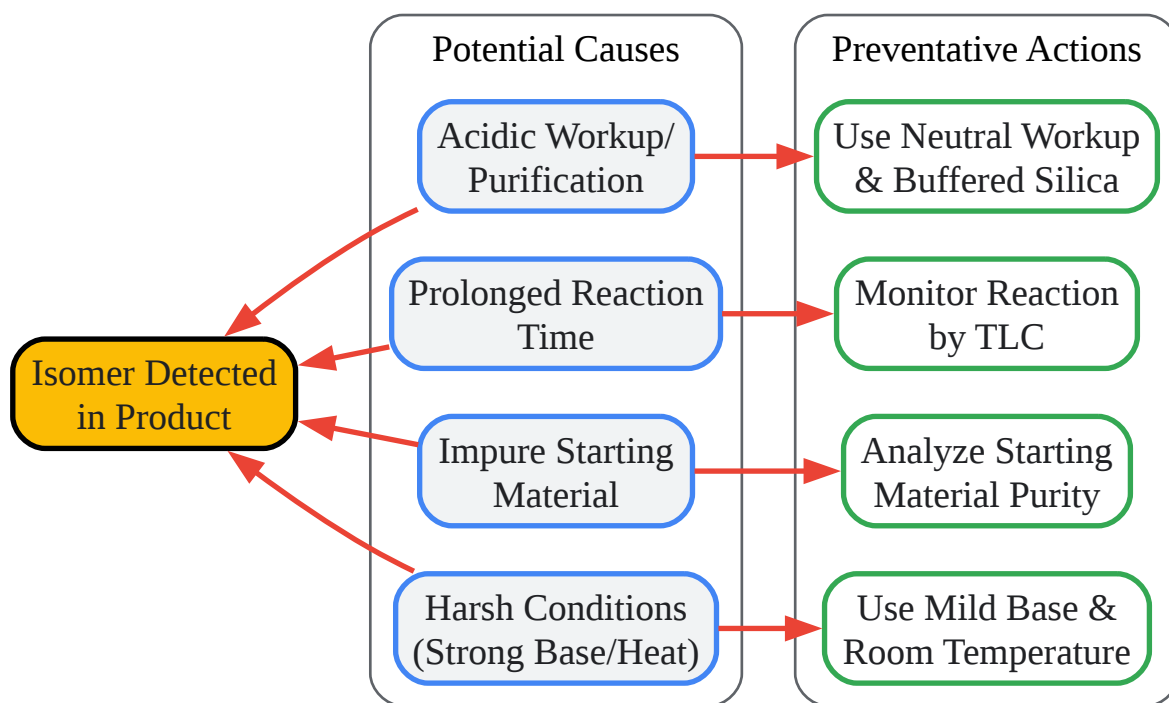 Potential Causes
Preventative Actions
Acidic Workup/
Purification
Use Neutral Workup
& Buffered Silica
Prolonged Reaction
Time
Monitor Reaction
by TLC
Isomer Detected
in Product
Impure Starting
Material
Analyze Starting
Material Purity
Harsh Conditions
(Strong Base/Heat)
Use Mild Base &
Room Temperature